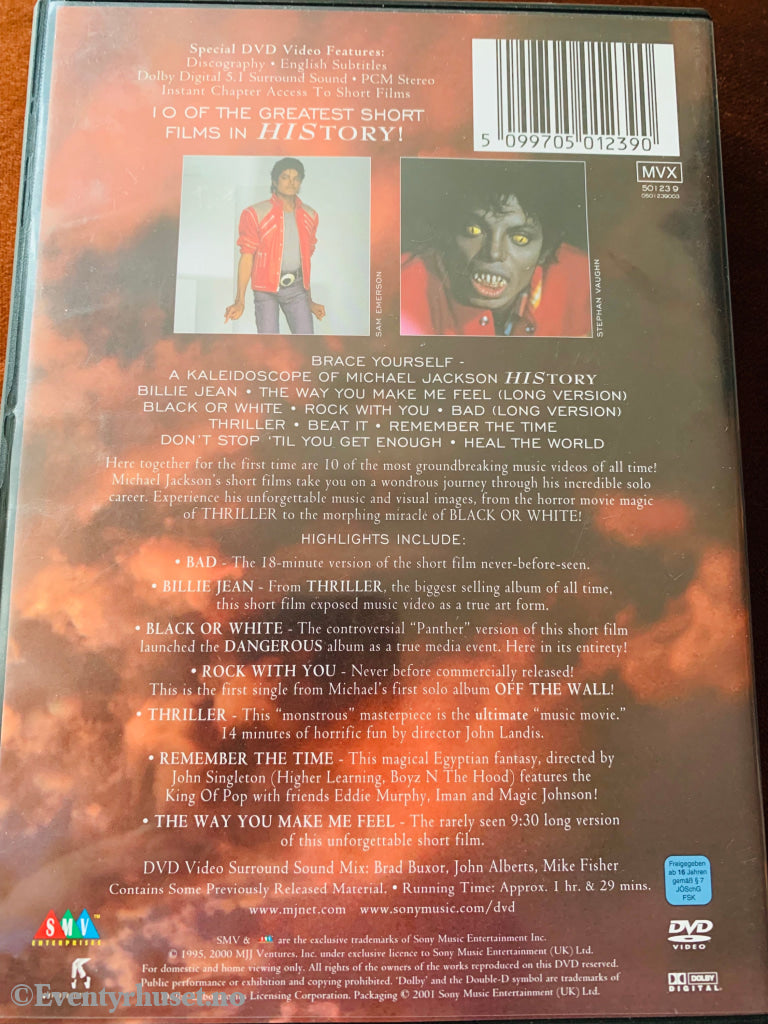 Special DVD Video Features:
Discography • English Subtitles
Dolby Digital 5.1 Surround Sound • PCM Stereo
Instant Chapter Access To Short Films
10 OF THE GREATEST SHORT
FILMS IN HISTORY!
5 099705 012390
MVX
50123 9
0501239003
SAM EMERSON
STEPHAN VAUGHN
BRACE YOURSELF -
A KALEIDOSCOPE OF MICHAEL JACKSON HISTORY
BILLIE JEAN • THE WAY YOU MAKE ME FEEL (LONG VERSION)
BLACK OR WHITE • ROCK WITH YOU • BAD (LONG VERSION)
THRILLER • BEAT IT • REMEMBER THE TIME
DON'T STOP 'TIL YOU GET ENOUGH • HEAL THE WORLD
Here together for the first time are 10 of the most groundbreaking music videos of all time!
Michael Jackson's short films take you on a wondrous journey through his incredible solo
career. Experience his unforgettable music and visual images, from the horror movie magic
of THRILLER to the morphing miracle of BLACK OR WHITE!
HIGHLIGHTS INCLUDE:
• BAD - The 18-minute version of the short film never-before-seen.
• BILLIE JEAN - From THRILLER, the biggest selling album of all time,
this short film exposed music video as a true art form.
• BLACK OR WHITE - The controversial "Panther" version of this short film
launched the DANGEROUS album as a true media event. Here in its entirety!
• ROCK WITH YOU - Never before commercially released!
This is the first single from Michael's first solo album OFF THE WALL!
• THRILLER - This "monstrous" masterpiece is the ultimate "music movie."
14 minutes of horrific fun by director John Landis.
• REMEMBER THE TIME - This magical Egyptian fantasy, directed by
John Singleton (Higher Learning, Boyz N The Hood) features the
King Of Pop with friends Eddie Murphy, Iman and Magic Johnson!
• THE WAY YOU MAKE ME FEEL - The rarely seen 9:30 long version
of this unforgettable short film.
DVD Video Surround Sound Mix: Brad Buxor, John Alberts, Mike Fisher
Contains Some Previously Released Material. • Running Time: Approx. 1 hr. & 29 mins.
www.mjnet.com www.sonymusic.com/dvd
Freigegeben
ab 16 Jahren
gemäß § 7
JÖSchG
FSK
SMV
ENTERPRISES
TM
DVD
VIDEO
SMV & SMV are the exclusive trademarks of Sony Music Entertainment Inc.
© 1995, 2000 MJJ Ventures, Inc. under exclusive licence to Sony Music Entertainment (UK) Ltd.
For domestic and home viewing only. All rights of the owners of the works reproduced on this DVD reserved.
Public performance or exhibition and copying prohibited. 'Dolby' and the Double-D symbol are trademarks of
Licensing Corporation. Packaging © 2001 Sony Music Entertainment (UK) Ltd.
DOLBY
DIGITAL
©Eventyrhuset.no